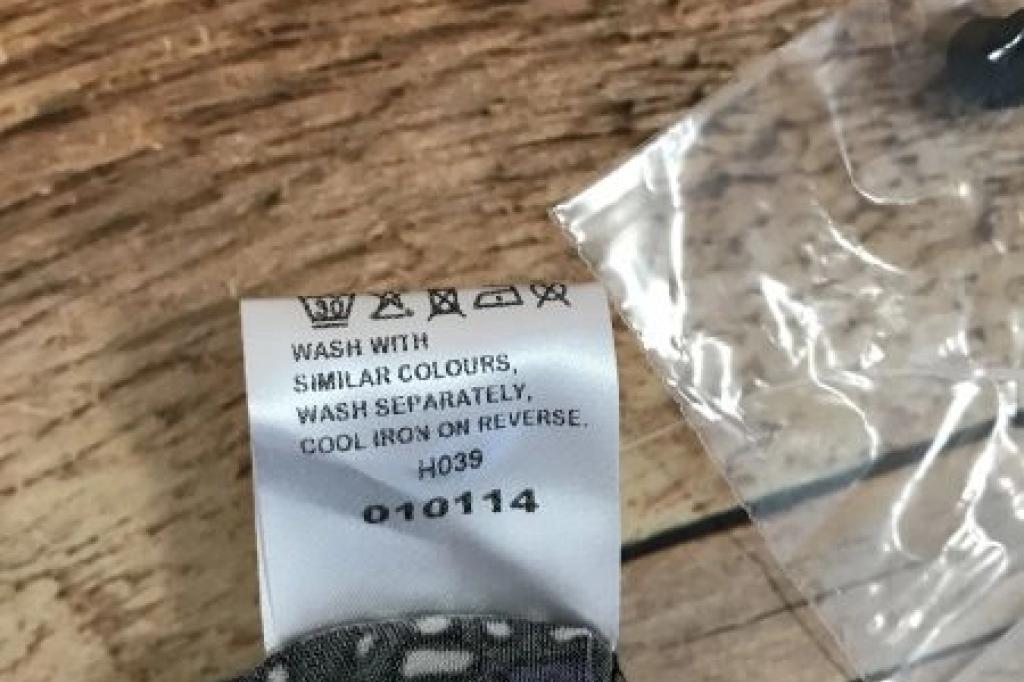 30
WASH WITH
SIMILAR COLOURS,
WASH SEPARATELY,
COOL IRON ON REVERSE.
H039
010114